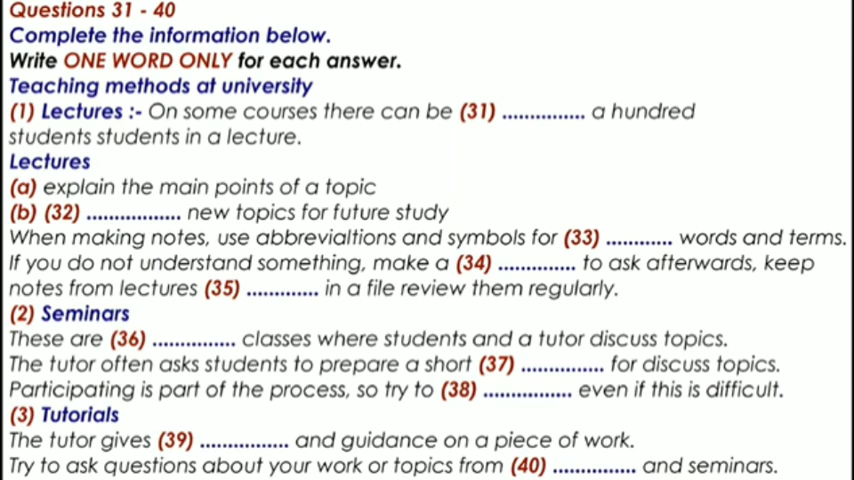 Questions 31 - 40
Complete the information below.
Write ONE WORD ONLY for each answer.
Teaching methods at university
(1) Lectures :- On some courses there can be (31) ............... a hundred
students students in a lecture.
Lectures
(a) explain the main points of a topic
(b) (32) ................. new topics for future study
When making notes, use abbrevialtions and symbols for (33) ............ words and terms.
If you do not understand something, make a (34) .............. to ask afterwards, keep
notes from lectures (35) ............. in a file review them regularly.
(2) Seminars
These are (36) ............... classes where students and a tutor discuss topics.
The tutor often asks students to prepare a short (37) ............... for discuss topics.
Participating is part of the process, so try to (38) ................ even if this is difficult.
(3) Tutorials
The tutor gives (39) ................ and guidance on a piece of work.
Try to ask questions about your work or topics from (40) ............... and seminars.